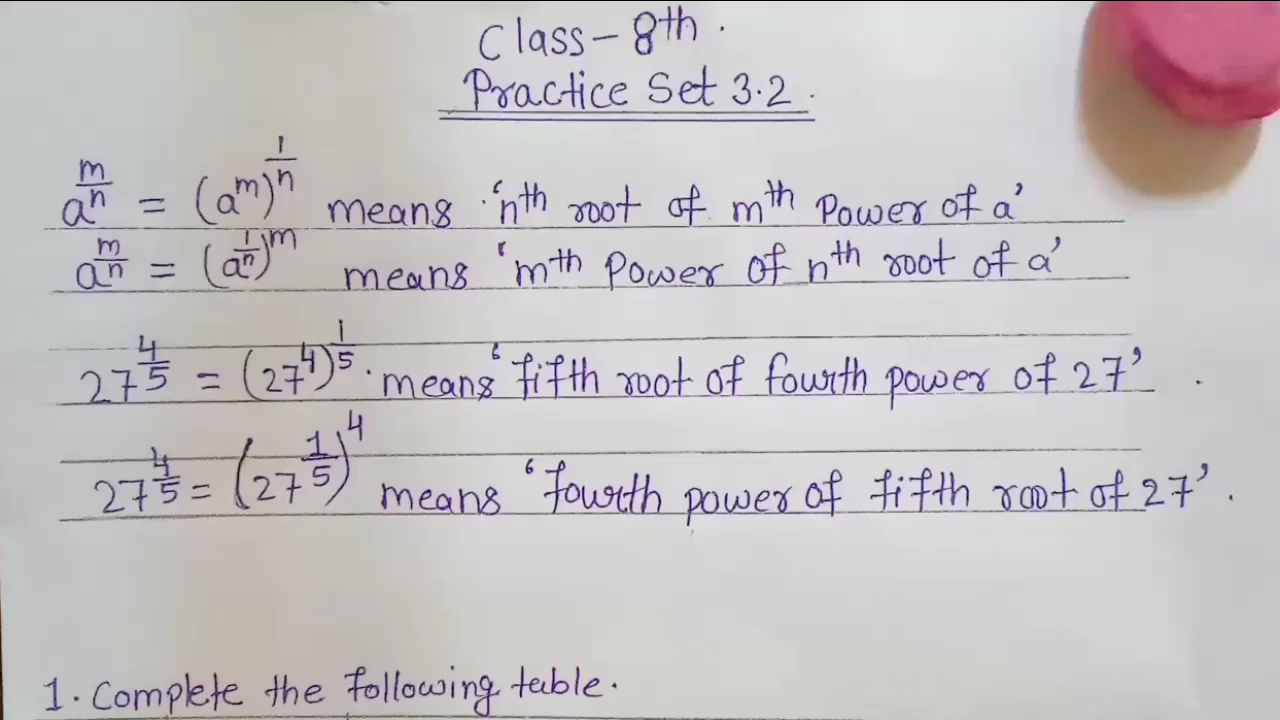 Class - 8th.
Practice Set 3.2.
a^(m/n) = (a^m)^(1/n) means 'nth root of mth Power of a'
a^(m/n) = (a^(1/n))^m means 'mth Power of nth root of a'
27^(4/5) = (27^4)^(1/5). means 'fifth root of fourth power of 27'.
27^(4/5) = (27^(1/5))^4 means 'fourth power of fifth root of 27'.
1. Complete the following table.